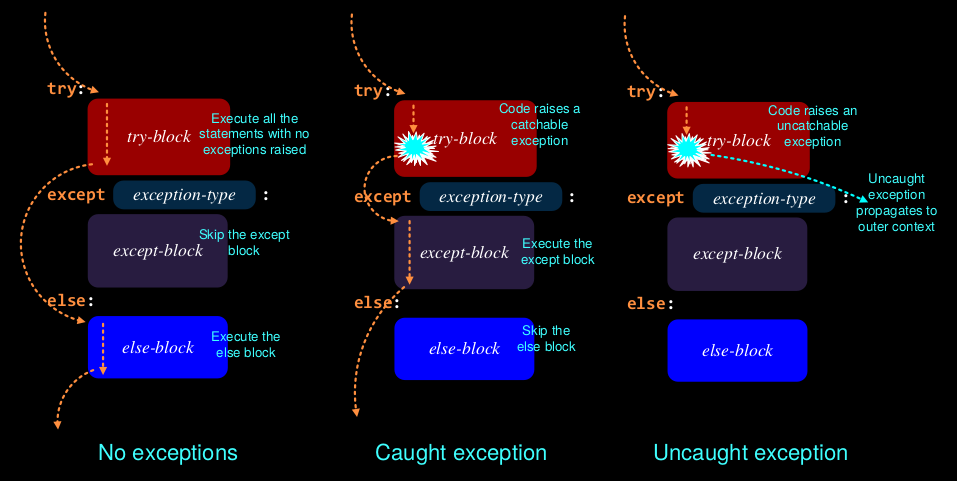 try:
try-block
Execute all the
statements with no
exceptions raised
except exception-type :
except-block
Skip the except
block
else:
else-block
Execute the
else block
No exceptions
try:
try-block
Code raises a
catchable
exception
except exception-type :
except-block
Execute the
except block
else:
else-block
Skip the
else block
Caught exception
try:
try-block
Code raises an
uncatchable
exception
except exception-type :
Uncaught
exception
propagates to
outer context
except-block
else:
else-block
Uncaught exception